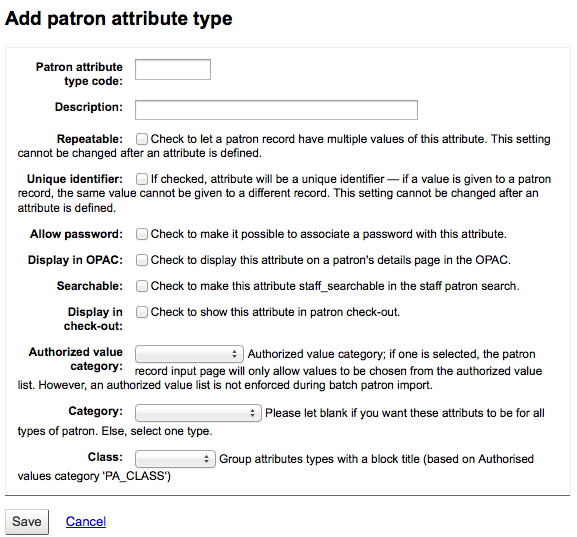 Add patron attribute type
Patron attribute
type code:
Description:
Repeatable: Check to let a patron record have multiple values of this attribute. This setting
cannot be changed after an attribute is defined.
Unique identifier: If checked, attribute will be a unique identifier — if a value is given to a patron
record, the same value cannot be given to a different record. This setting cannot be changed after an
attribute is defined.
Allow password: Check to make it possible to associate a password with this attribute.
Display in OPAC: Check to display this attribute on a patron's details page in the OPAC.
Searchable: Check to make this attribute staff_searchable in the staff patron search.
Display in Check to show this attribute in patron check-out.
check-out:
Authorized value Authorized value category; if one is selected, the patron
category: record input page will only allow values to be chosen from the authorized value
list. However, an authorized value list is not enforced during batch patron import.
Category: Please let blank if you want these attributs to be for all
types of patron. Else, select one type.
Class: Group attributes types with a block title (based on Authorised
values category 'PA_CLASS')
Save Cancel